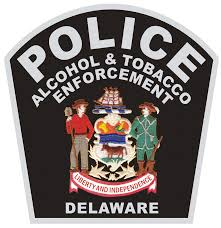 POLICE
ALCOHOL & TOBACCO
ENFORCEMENT
LIBERTY AND INDEPENDENCE
DELAWARE